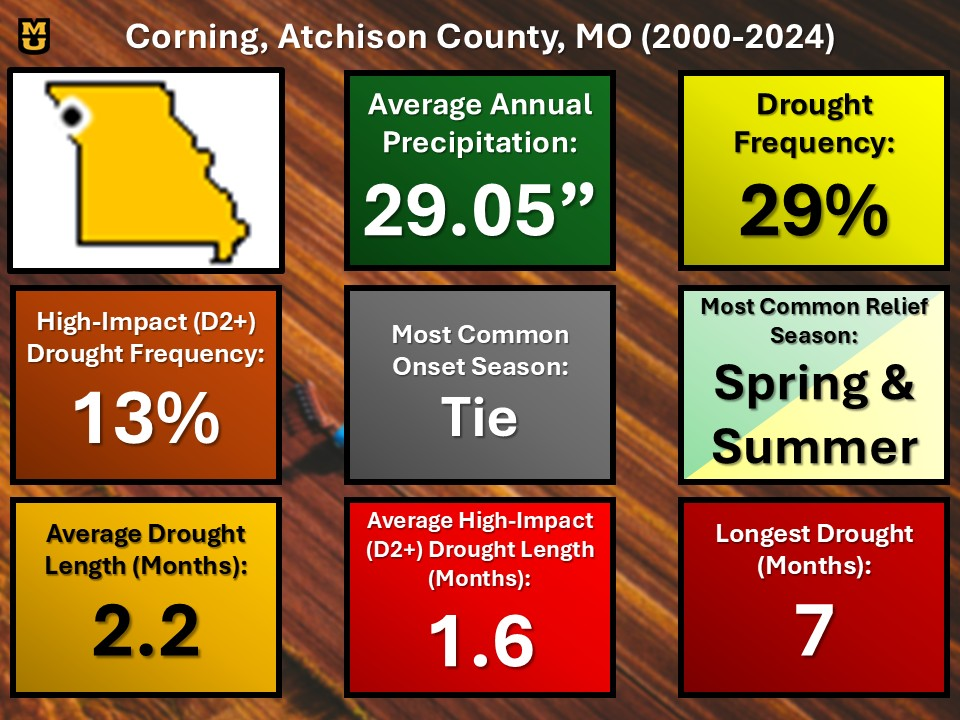 MU
Corning, Atchison County, MO (2000-2024)
Average Annual
Precipitation:
29.05”
Drought
Frequency:
29%
High-Impact (D2+)
Drought Frequency:
13%
Most Common
Onset Season:
Tie
Most Common Relief
Season:
Spring &
Summer
Average Drought
Length (Months):
2.2
Average High-Impact
(D2+) Drought Length
(Months):
1.6
Longest Drought
(Months):
7